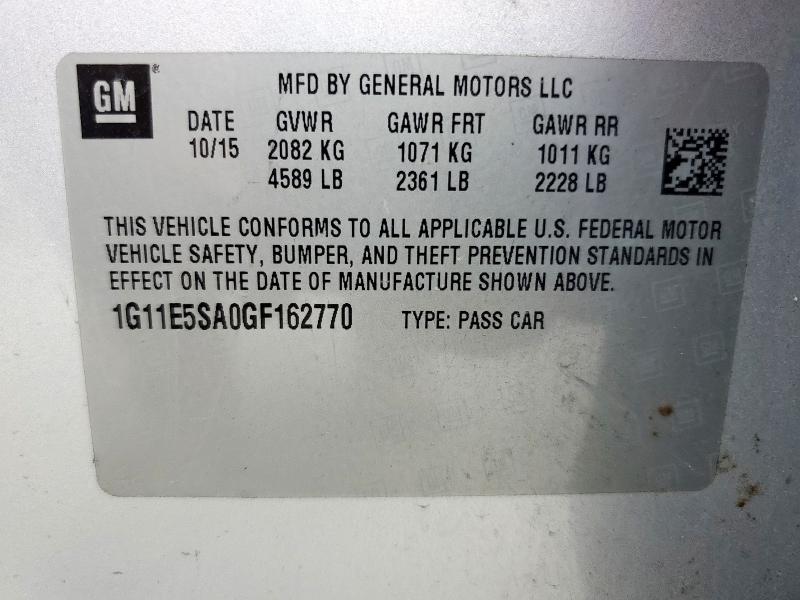 GM®
MFD BY GENERAL MOTORS LLC
DATE GVWR GAWR FRT GAWR RR
10/15 2082 KG 1071 KG 1011 KG
4589 LB 2361 LB 2228 LB
THIS VEHICLE CONFORMS TO ALL APPLICABLE U.S. FEDERAL MOTOR
VEHICLE SAFETY, BUMPER, AND THEFT PREVENTION STANDARDS IN
EFFECT ON THE DATE OF MANUFACTURE SHOWN ABOVE.
1G11E5SA0GF162770 TYPE: PASS CAR